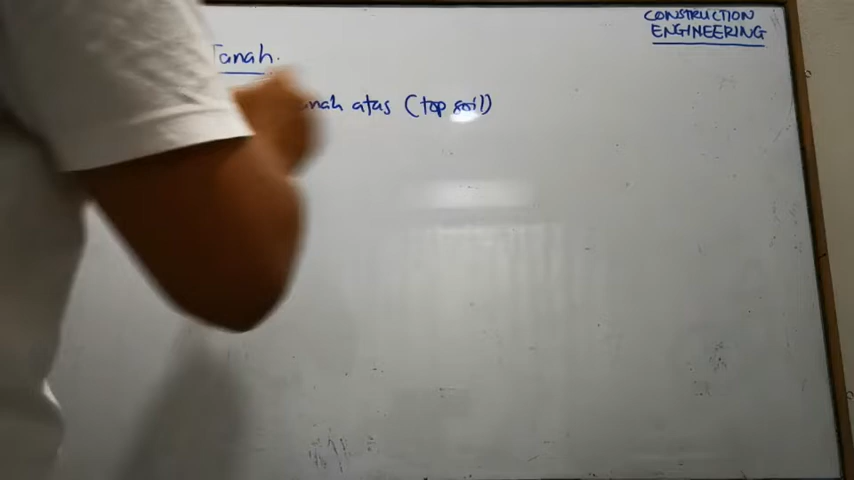 CONSTRUCTION
ENGINEERING
Tanah.
atas (top soil)